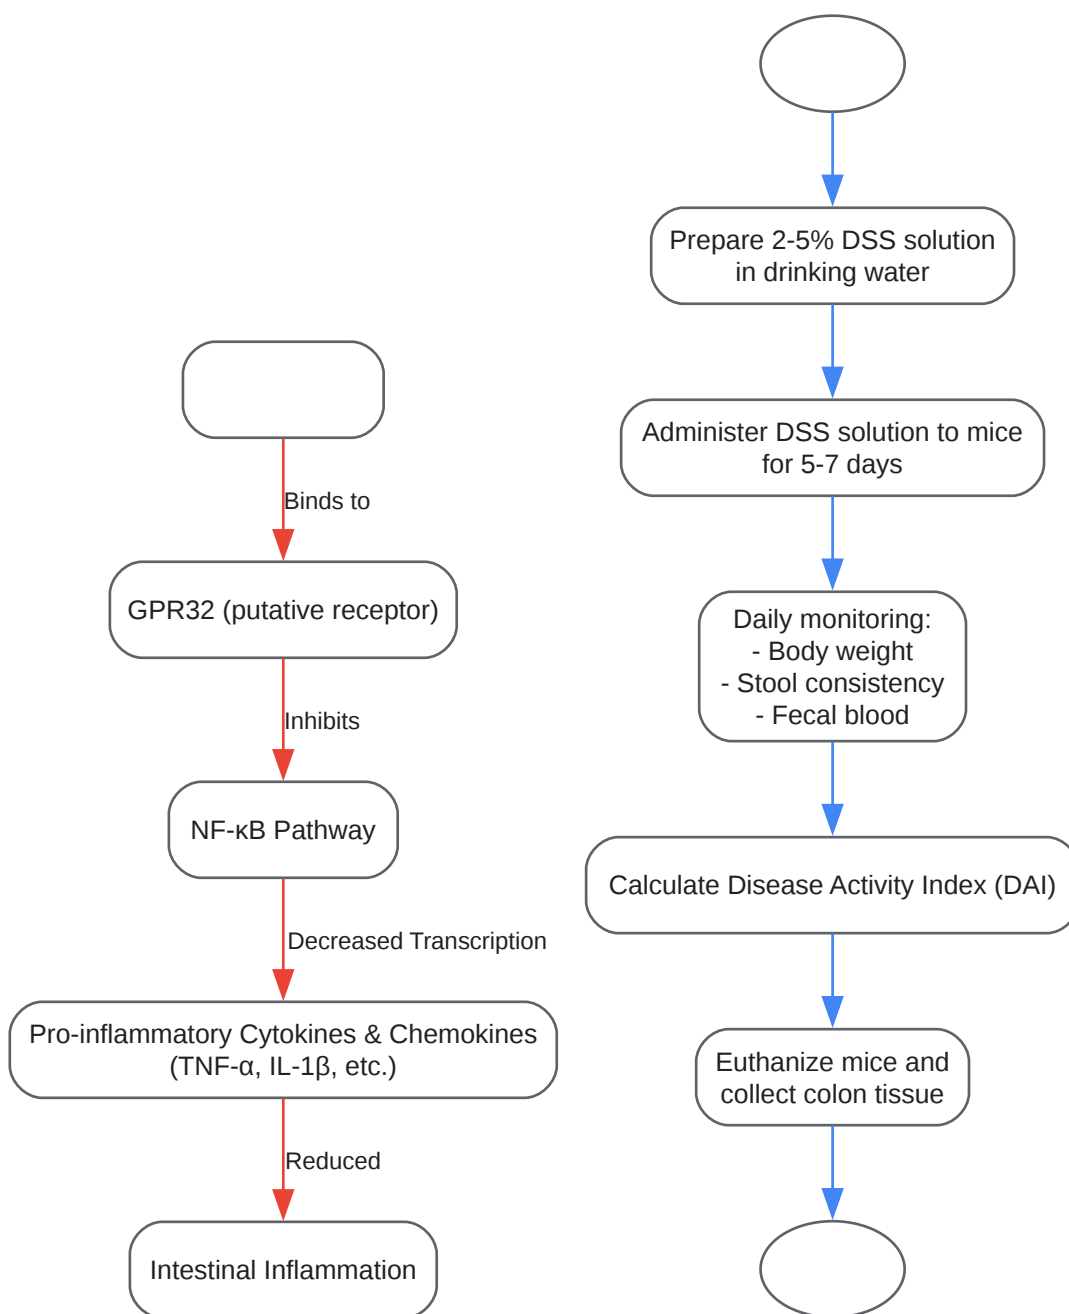 Binds to
GPR32 (putative receptor)
Inhibits
NF-κB Pathway
Decreased Transcription
Pro-inflammatory Cytokines & Chemokines
(TNF-α, IL-1β, etc.)
Reduced
Intestinal Inflammation
Prepare 2-5% DSS solution
in drinking water
Administer DSS solution to mice
for 5-7 days
Daily monitoring:
- Body weight
- Stool consistency
- Fecal blood
Calculate Disease Activity Index (DAI)
Euthanize mice and
collect colon tissue